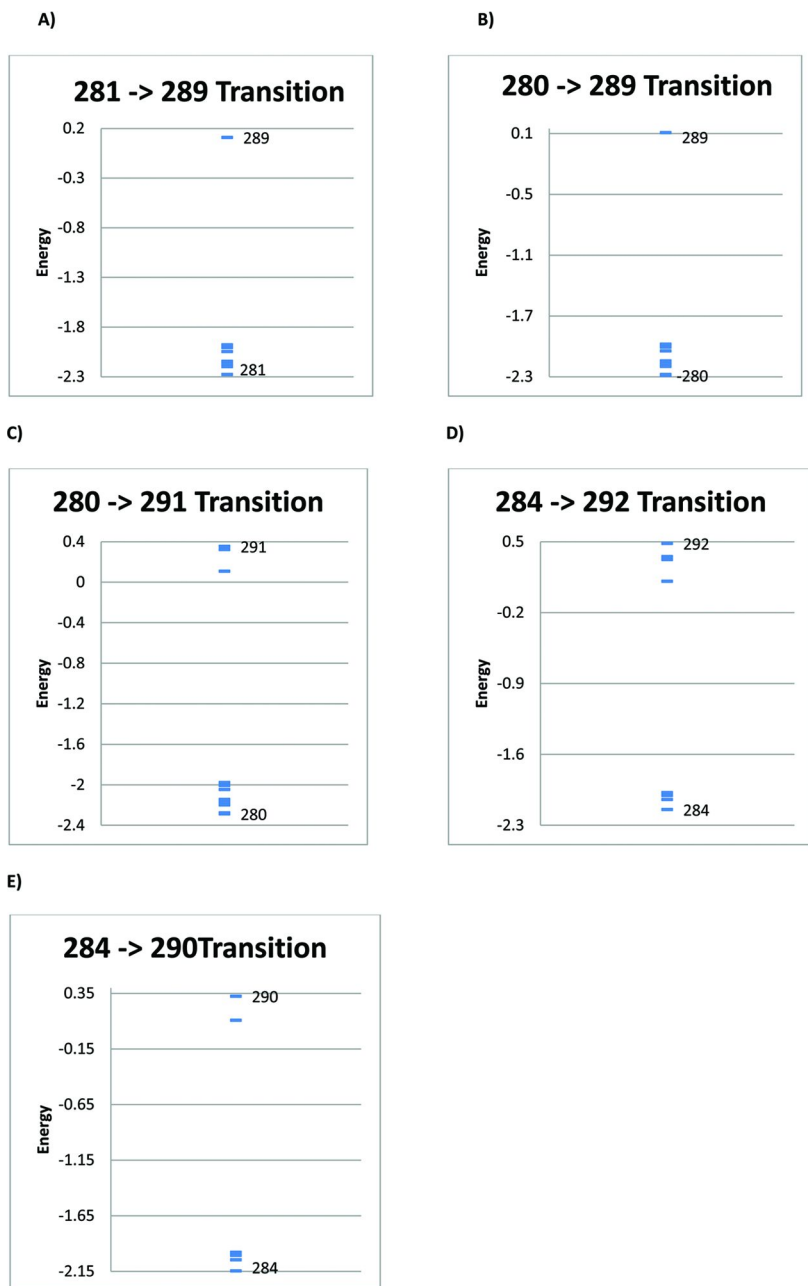 A)
281 -> 289 Transition
0.2
289
-0.3
-0.8
Energy
-1.3
-1.8
281
-2.3
B)
280 -> 289 Transition
0.1
289
-0.5
-1.1
Energy
-1.7
-2.3
-280
C)
280 -> 291 Transition
0.4
291
0
-0.4
-0.8
Energy
-1.2
-1.6
-2
280
-2.4
D)
284 -> 292 Transition
0.5
292
-0.2
-0.9
Energy
-1.6
284
-2.3
E)
284 -> 290Transition
0.35
290
-0.15
-0.65
Energy
-1.15
-1.65
284
-2.15